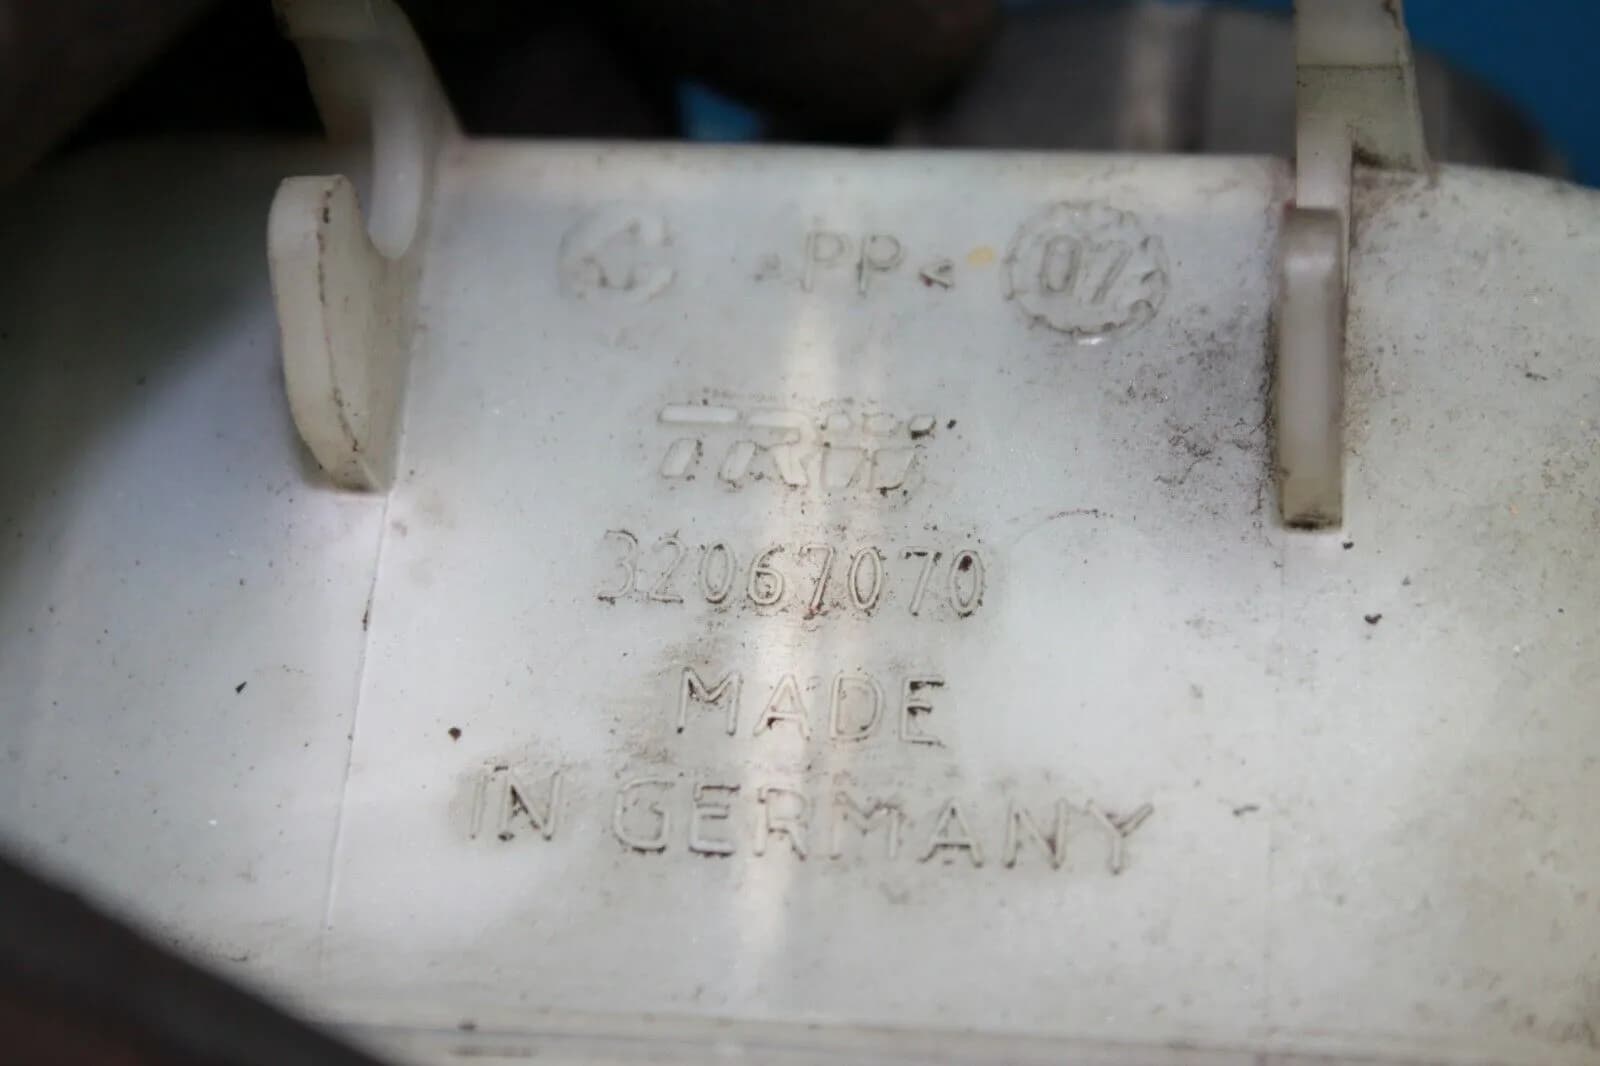 >PP< 07
TRW
32067070
MADE
IN GERMANY